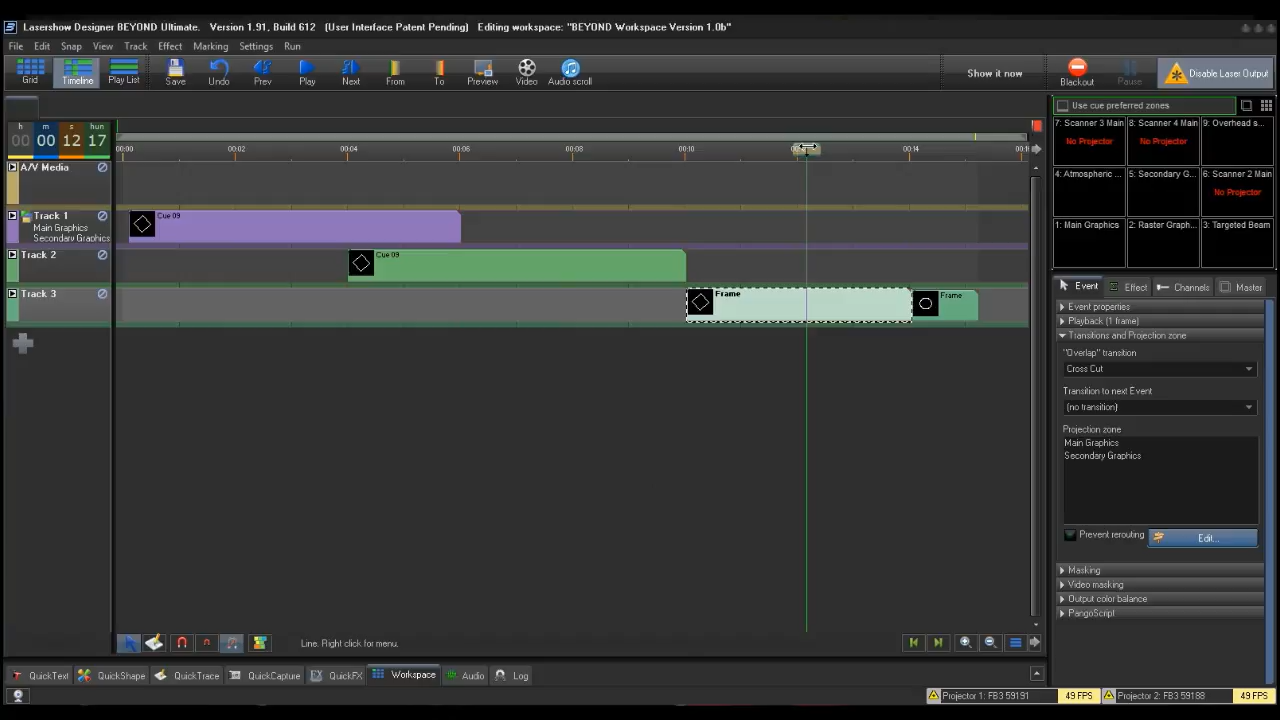 Lasershow Designer BEYOND Ultimate. Version 1.91, Build 612 (User Interface Patent Pending) Editing workspace: "BEYOND Workspace Version 1.0b"
File Edit Snap View Track Effect Marking Settings Help Run
Grid Timeline Play List Save Undo Prev Play Next From To Preview Video Audio scroll Show it now Blackout Pause Disable Laser Output
Use cue preferred zones
h m s hun
00 00 12 17
7: Scanner 3 Main 8: Scanner 4 Main 9: Overhead s...
No Projector No Projector
00:00 00:02 00:04 00:06 00:08 00:10 00:14
A/V Media
4: Atmospheric ... 5: Secondary G... 6: Scanner 2 Main
No Projector
Track 1 Cue 09
Main Graphics
Secondary Graphics
1: Main Graphics 2: Raster Graph... 3: Targeted Beam
Track 2 Cue 09
Track 3 Frame Frame
Event Effect Channels Master
Event properties
Playback (1 frame)
Transitions and Projection zone
"Overlap" transition
Cross Cut
Transition to next Event
(no transition)
Projection zone
Main Graphics
Secondary Graphics
Prevent rerouting Edit...
Masking
Video masking
Output color balance
PangoScript
Line. Right click for menu.
QuickText QuickShape QuickTrace QuickCapture QuickFX Workspace Audio Log
Projector 1: FB3 59191 49 FPS Projector 2: FB3 59188 49 FPS